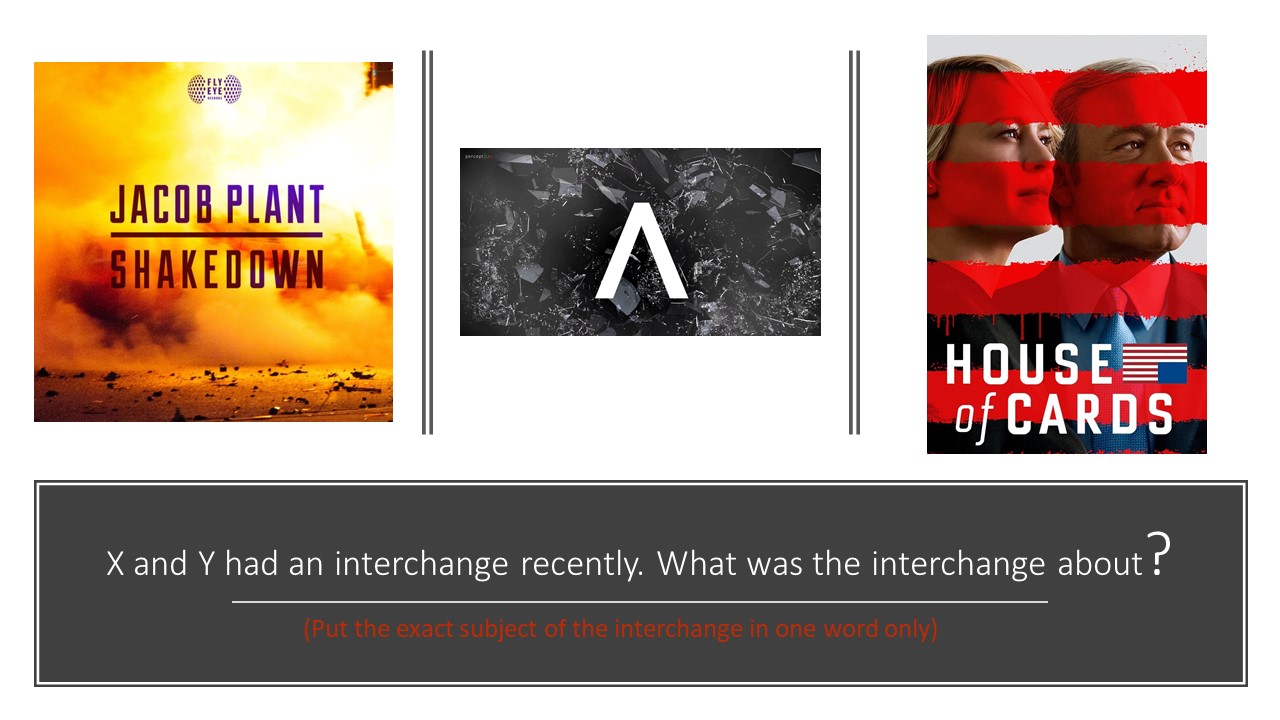 FLY
EYE
RECORDS
JACOB PLANT
SHAKEDOWN
Λ
HOUSE
of CARDS
X and Y had an interchange recently. What was the interchange about?
(Put the exact subject of the interchange in one word only)